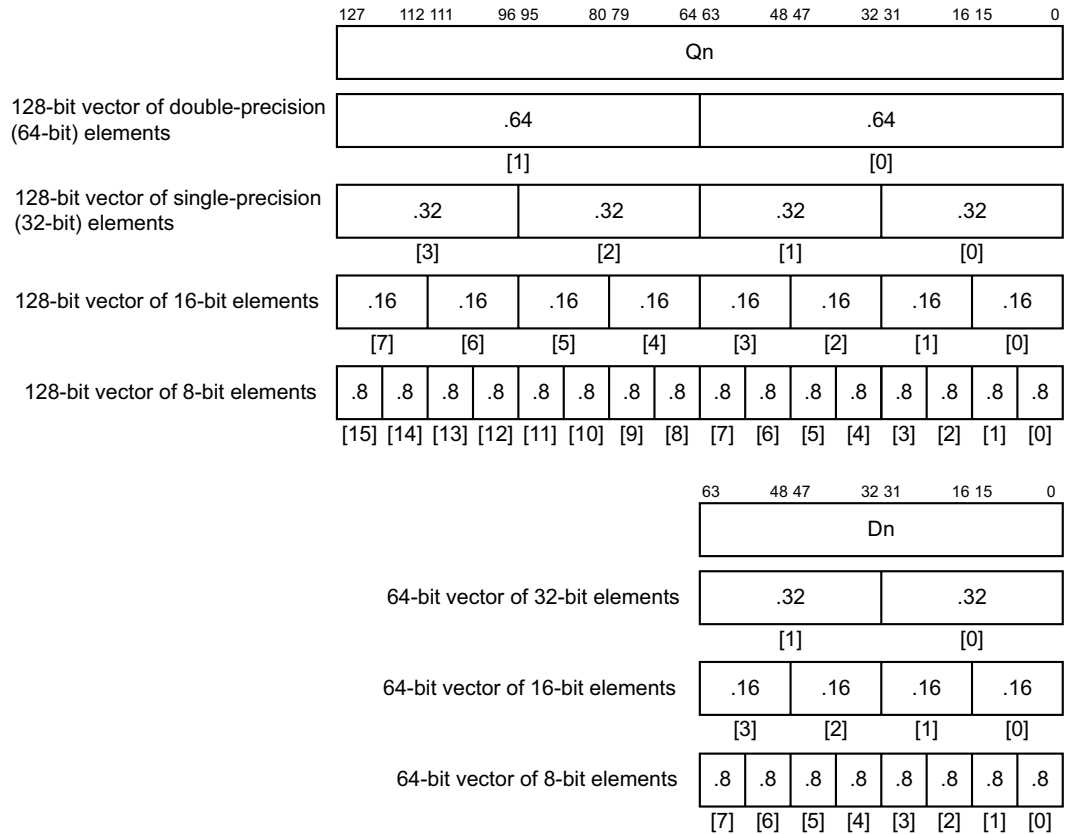 127 112 111 96 95 80 79 64 63 48 47 32 31 16 15 0
Qn
128-bit vector of double-precision
(64-bit) elements
.64 .64
[1] [0]
128-bit vector of single-precision
(32-bit) elements
.32 .32 .32 .32
[3] [2] [1] [0]
128-bit vector of 16-bit elements .16 .16 .16 .16 .16 .16 .16 .16
[7] [6] [5] [4] [3] [2] [1] [0]
128-bit vector of 8-bit elements .8 .8 .8 .8 .8 .8 .8 .8 .8 .8 .8 .8 .8 .8 .8 .8
[15] [14] [13] [12] [11] [10] [9] [8] [7] [6] [5] [4] [3] [2] [1] [0]
63 48 47 32 31 16 15 0
Dn
64-bit vector of 32-bit elements .32 .32
[1] [0]
64-bit vector of 16-bit elements .16 .16 .16 .16
[3] [2] [1] [0]
64-bit vector of 8-bit elements .8 .8 .8 .8 .8 .8 .8 .8
[7] [6] [5] [4] [3] [2] [1] [0]